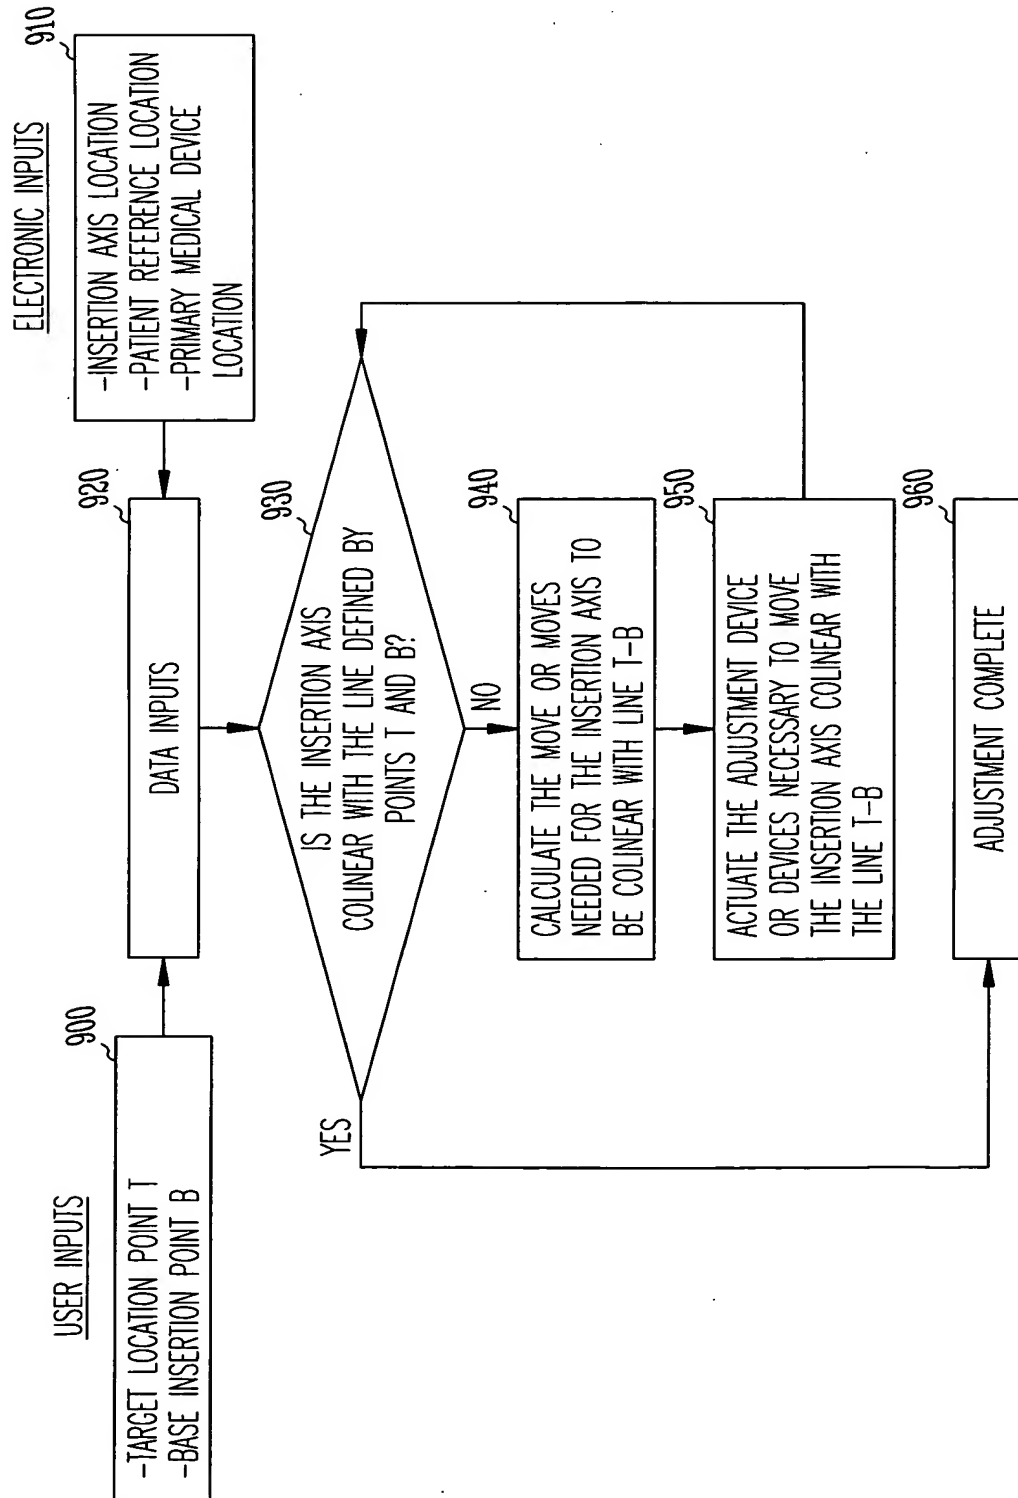 USER INPUTS
900
-TARGET LOCATION POINT T
-BASE INSERTION POINT B
ELECTRONIC INPUTS
910
-INSERTION AXIS LOCATION
-PATIENT REFERENCE LOCATION
-PRIMARY MEDICAL DEVICE
LOCATION
920
DATA INPUTS
930
IS THE INSERTION AXIS
COLINEAR WITH THE LINE DEFINED BY
POINTS T AND B?
YES
NO
940
CALCULATE THE MOVE OR MOVES
NEEDED FOR THE INSERTION AXIS TO
BE COLINEAR WITH LINE T-B
950
ACTUATE THE ADJUSTMENT DEVICE
OR DEVICES NECESSARY TO MOVE
THE INSERTION AXIS COLINEAR WITH
THE LINE T-B
960
ADJUSTMENT COMPLETE